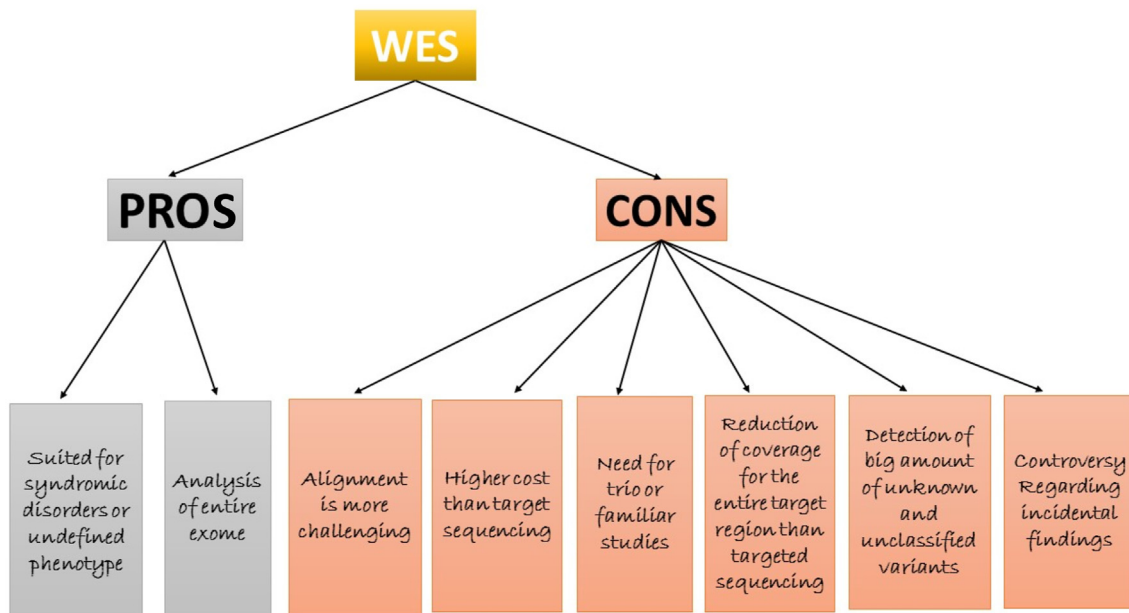 WES
PROS
CONS
Suited for
syndromic
disorders or
undefined
phenotype
Analysis
of entire
exome
Alignment
is more
challenging
Higher cost
than target
sequencing
Need for
trio or
familiar
studies
Reduction
of coverage
for the
entire target
region than
targeted
sequencing
Detection of
big amount
of unknown
and
unclassified
variants
Controversy
Regarding
incidental
findings